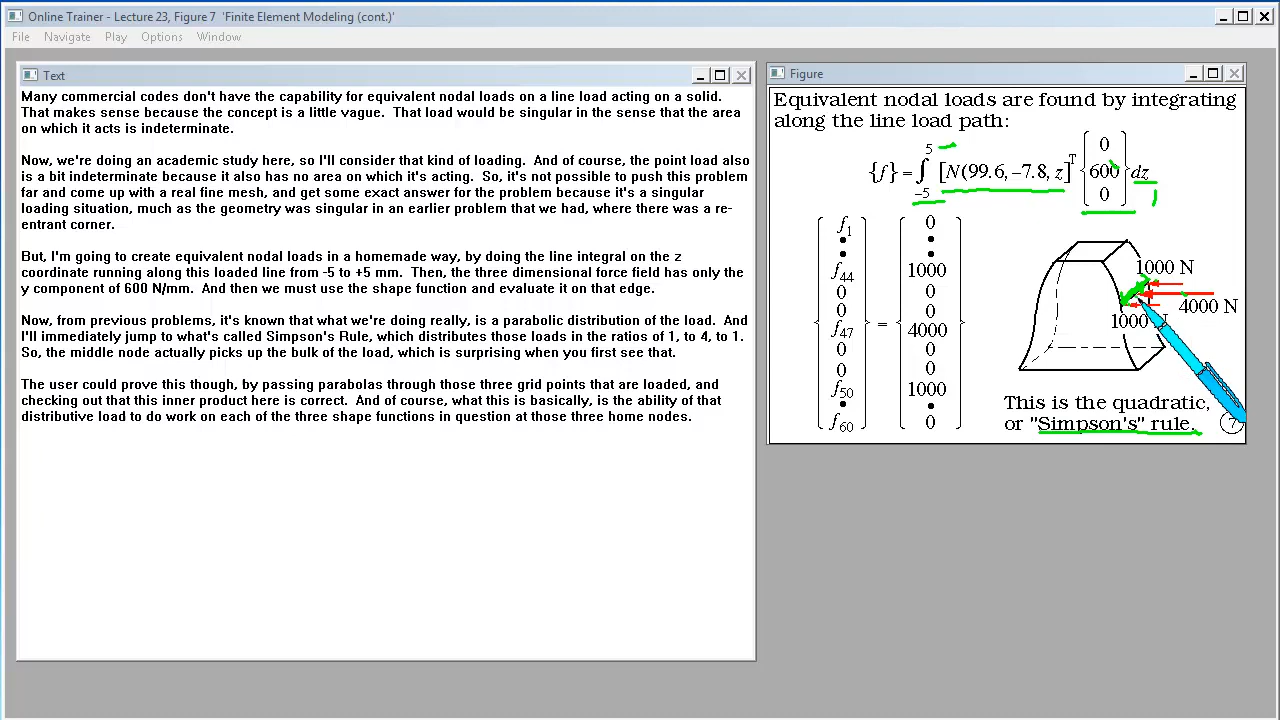 Online Trainer - Lecture 23, Figure 7 'Finite Element Modeling (cont.)'
File Navigate Play Options Window
Text
Many commercial codes don't have the capability for equivalent nodal loads on a line load acting on a solid.
That makes sense because the concept is a little vague. That load would be singular in the sense that the area
on which it acts is indeterminate.
Now, we're doing an academic study here, so I'll consider that kind of loading. And of course, the point load also
is a bit indeterminate because it also has no area on which it's acting. So, it's not possible to push this problem
far and come up with a real fine mesh, and get some exact answer for the problem because it's a singular
loading situation, much as the geometry was singular in an earlier problem that we had, where there was a re-
entrant corner.
But, I'm going to create equivalent nodal loads in a homemade way, by doing the line integral on the z
coordinate running along this loaded line from -5 to +5 mm. Then, the three dimensional force field has only the
y component of 600 N/mm. And then we must use the shape function and evaluate it on that edge.
Now, from previous problems, it's known that what we're doing really, is a parabolic distribution of the load. And
I'll immediately jump to what's called Simpson's Rule, which distributes those loads in the ratios of 1, to 4, to 1.
So, the middle node actually picks up the bulk of the load, which is surprising when you first see that.
The user could prove this though, by passing parabolas through those three grid points that are loaded, and
checking out that this inner product here is correct. And of course, what this is basically, is the ability of that
distributive load to do work on each of the three shape functions in question at those three home nodes.
Figure
Equivalent nodal loads are found by integrating
along the line load path:
5
0
{f} = ∫ [N(99.6, −7.8, z)]ᵀ {600} dz
−5
0
f1 0
• •
f44 1000
0 0
0 0
f47 = 4000
0 0
0 0
f50 1000
• •
f60 0
1000 N
4000 N
1000 N
This is the quadratic,
or "Simpson's" rule.
7